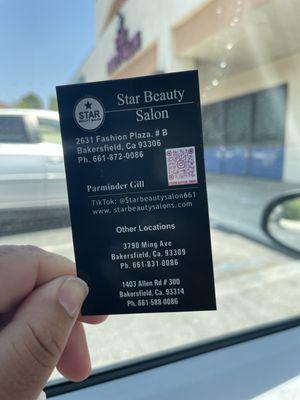 STAR
BEAUTY SALON
Star Beauty
Salon
2631 Fashion Plaza. # B
Bakersfield, Ca 93306
Ph. 661-872-0086
Parminder Gill
TikTok: @Starbeautysalon661
www. starbeautysalons.com
Other Locations
3790 Ming Ave
Bakersfield, Ca. 93309
Ph. 661-831-0086
1403 Allen Rd # 300
Bakersfield, Ca. 93314
Ph. 661-588-0086